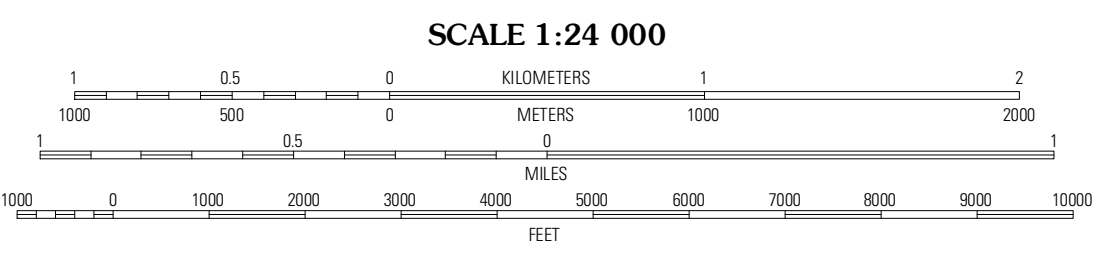 SCALE 1:24 000
1 0.5 0 KILOMETERS 1 2
1000 500 0 METERS 1000 2000
1 0.5 0 1
MILES
1000 0 1000 2000 3000 4000 5000 6000 7000 8000 9000 10000
FEET